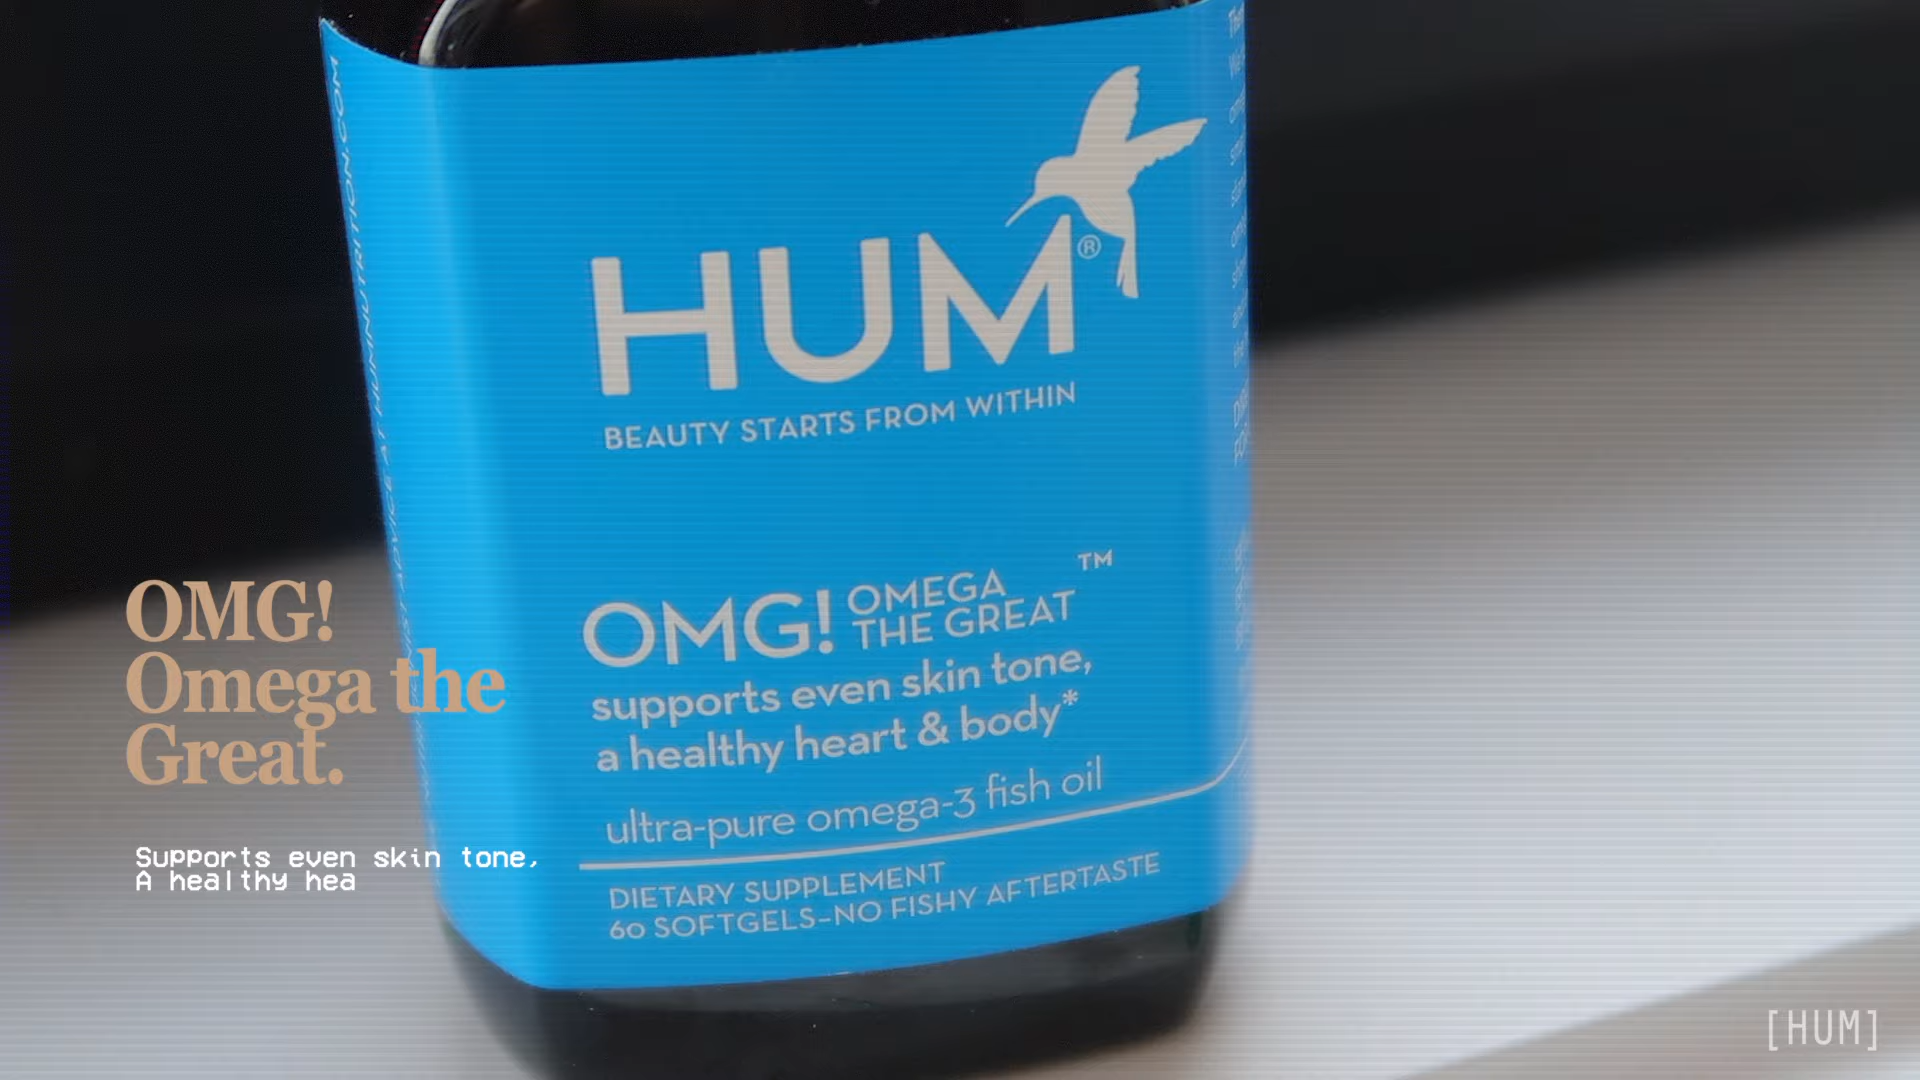 HUM®
BEAUTY STARTS FROM WITHIN
OMG! OMEGA
THE GREAT™
supports even skin tone,
a healthy heart & body*
ultra-pure omega-3 fish oil
DIETARY SUPPLEMENT
60 SOFTGELS-NO FISHY AFTERTASTE
OMG!
Omega the
Great.
Supports even skin tone,
A healthy hea
[HUM]